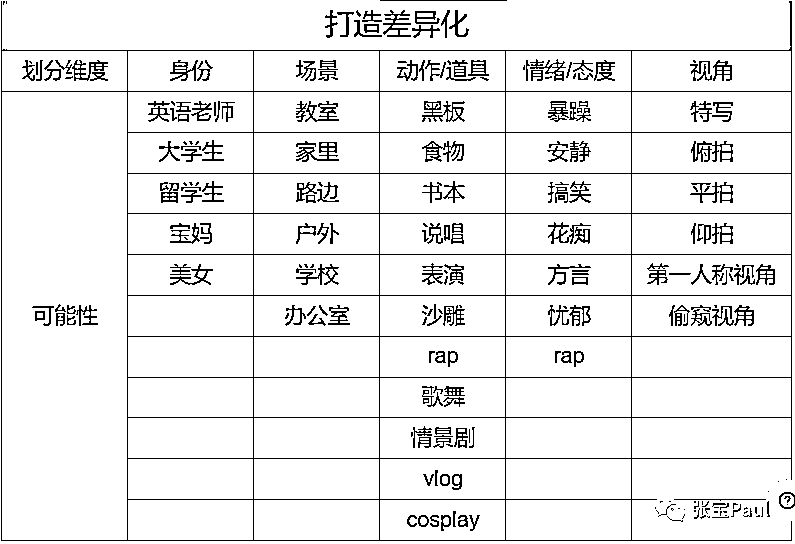 打造差异化
划分维度 身份 场景 动作/道具 情绪/态度 视角
英语老师 教室 黑板 暴躁 特写
大学生 家里 食物 安静 俯拍
留学生 路边 书本 搞笑 平拍
宝妈 户外 说唱 花痴 仰拍
美女 学校 表演 方言 第一人称视角
可能性 办公室 沙雕 忧郁 偷窥视角
rap rap
歌舞
情景剧
vlog
张宝Paul
cosplay